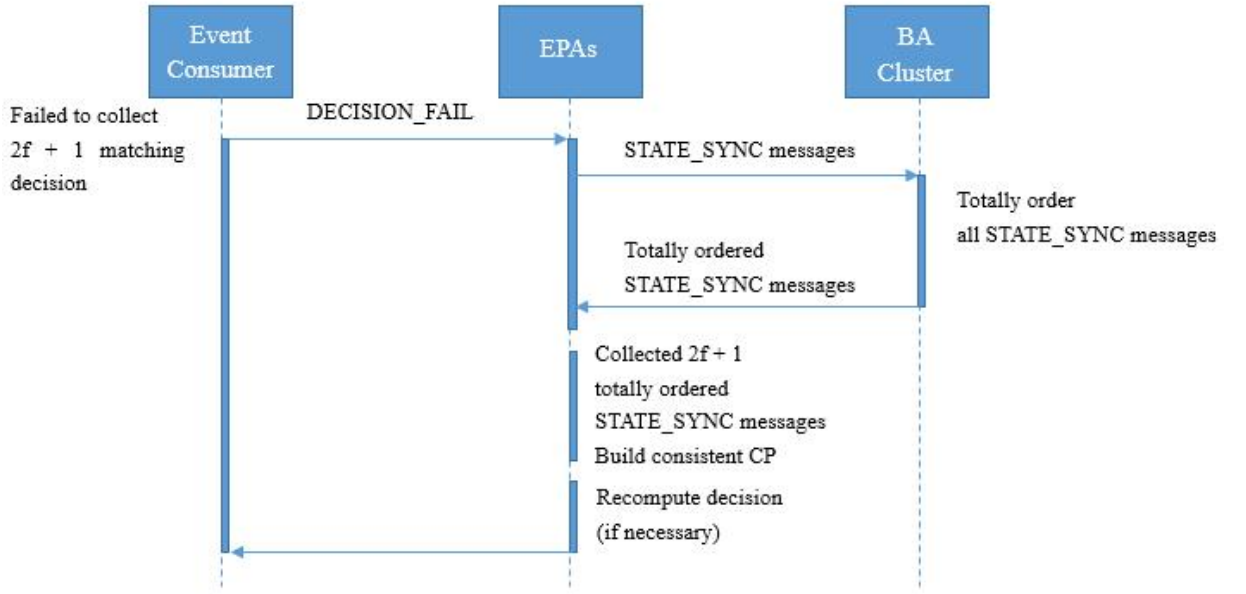 Event
Consumer
EPAs
BA
Cluster
Failed to collect
2f + 1 matching
decision
DECISION_FAIL
STATE_SYNC messages
Totally order
all STATE_SYNC messages
Totally ordered
STATE_SYNC messages
Collected 2f + 1
totally ordered
STATE_SYNC messages
Build consistent CP
Recompute decision
(if necessary)